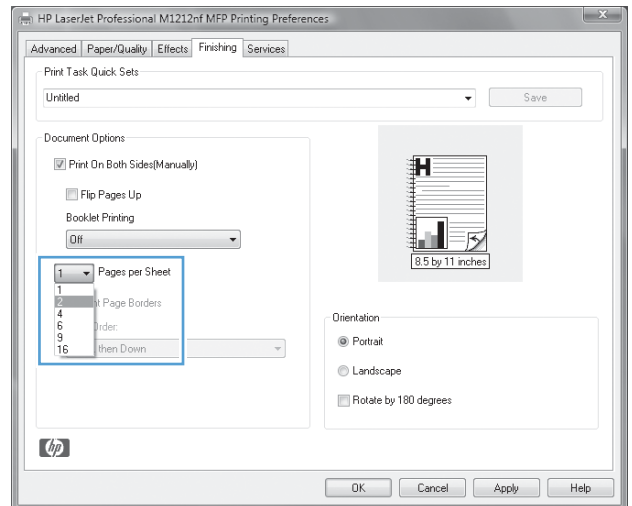 HP LaserJet Professional M1212nf MFP Printing Preferences
Advanced Paper/Quality Effects Finishing Services
Print Task Quick Sets
Untitled
Save
Document Options
Print On Both Sides(Manually)
Flip Pages Up
Booklet Printing
Off
1 Pages per Sheet
1
2
4
6
9
16
Page Borders
Order:
then Down
H
8.5 by 11 inches
Orientation
Portrait
Landscape
Rotate by 180 degrees
hp
OK Cancel Apply Help